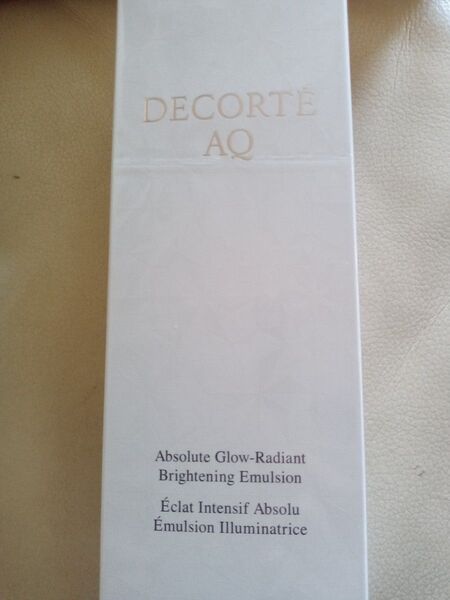 DECORTÉ
AQ
Absolute Glow-Radiant
Brightening Emulsion
Éclat Intensif Absolu
Émulsion Illuminatrice